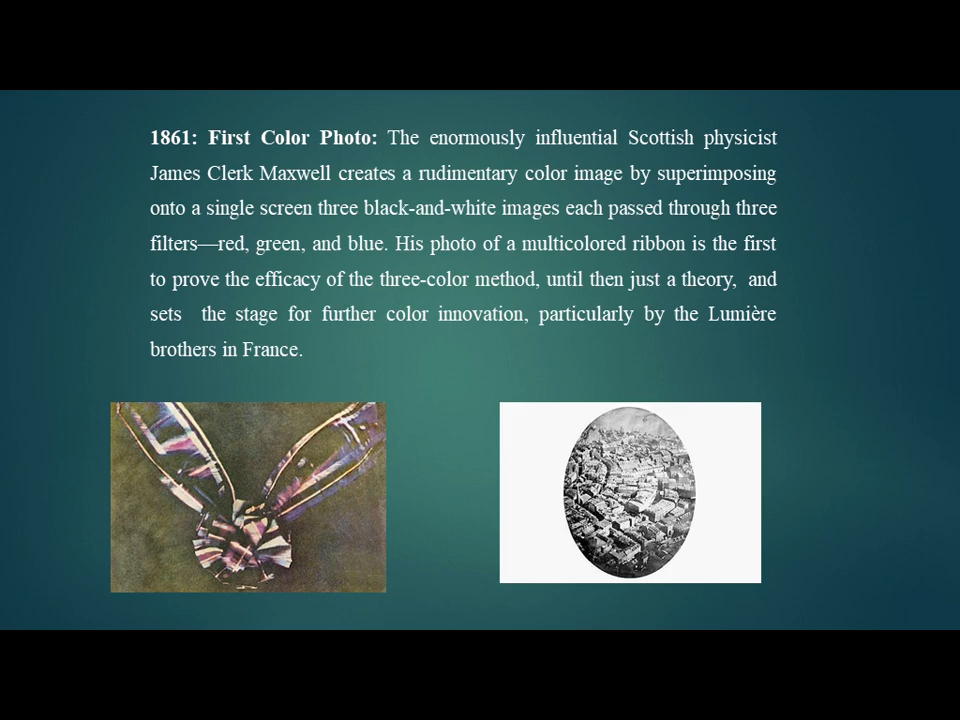 1861: First Color Photo: The enormously influential Scottish physicist
James Clerk Maxwell creates a rudimentary color image by superimposing
onto a single screen three black-and-white images each passed through three
filters—red, green, and blue. His photo of a multicolored ribbon is the first
to prove the efficacy of the three-color method, until then just a theory, and
sets the stage for further color innovation, particularly by the Lumière
brothers in France.